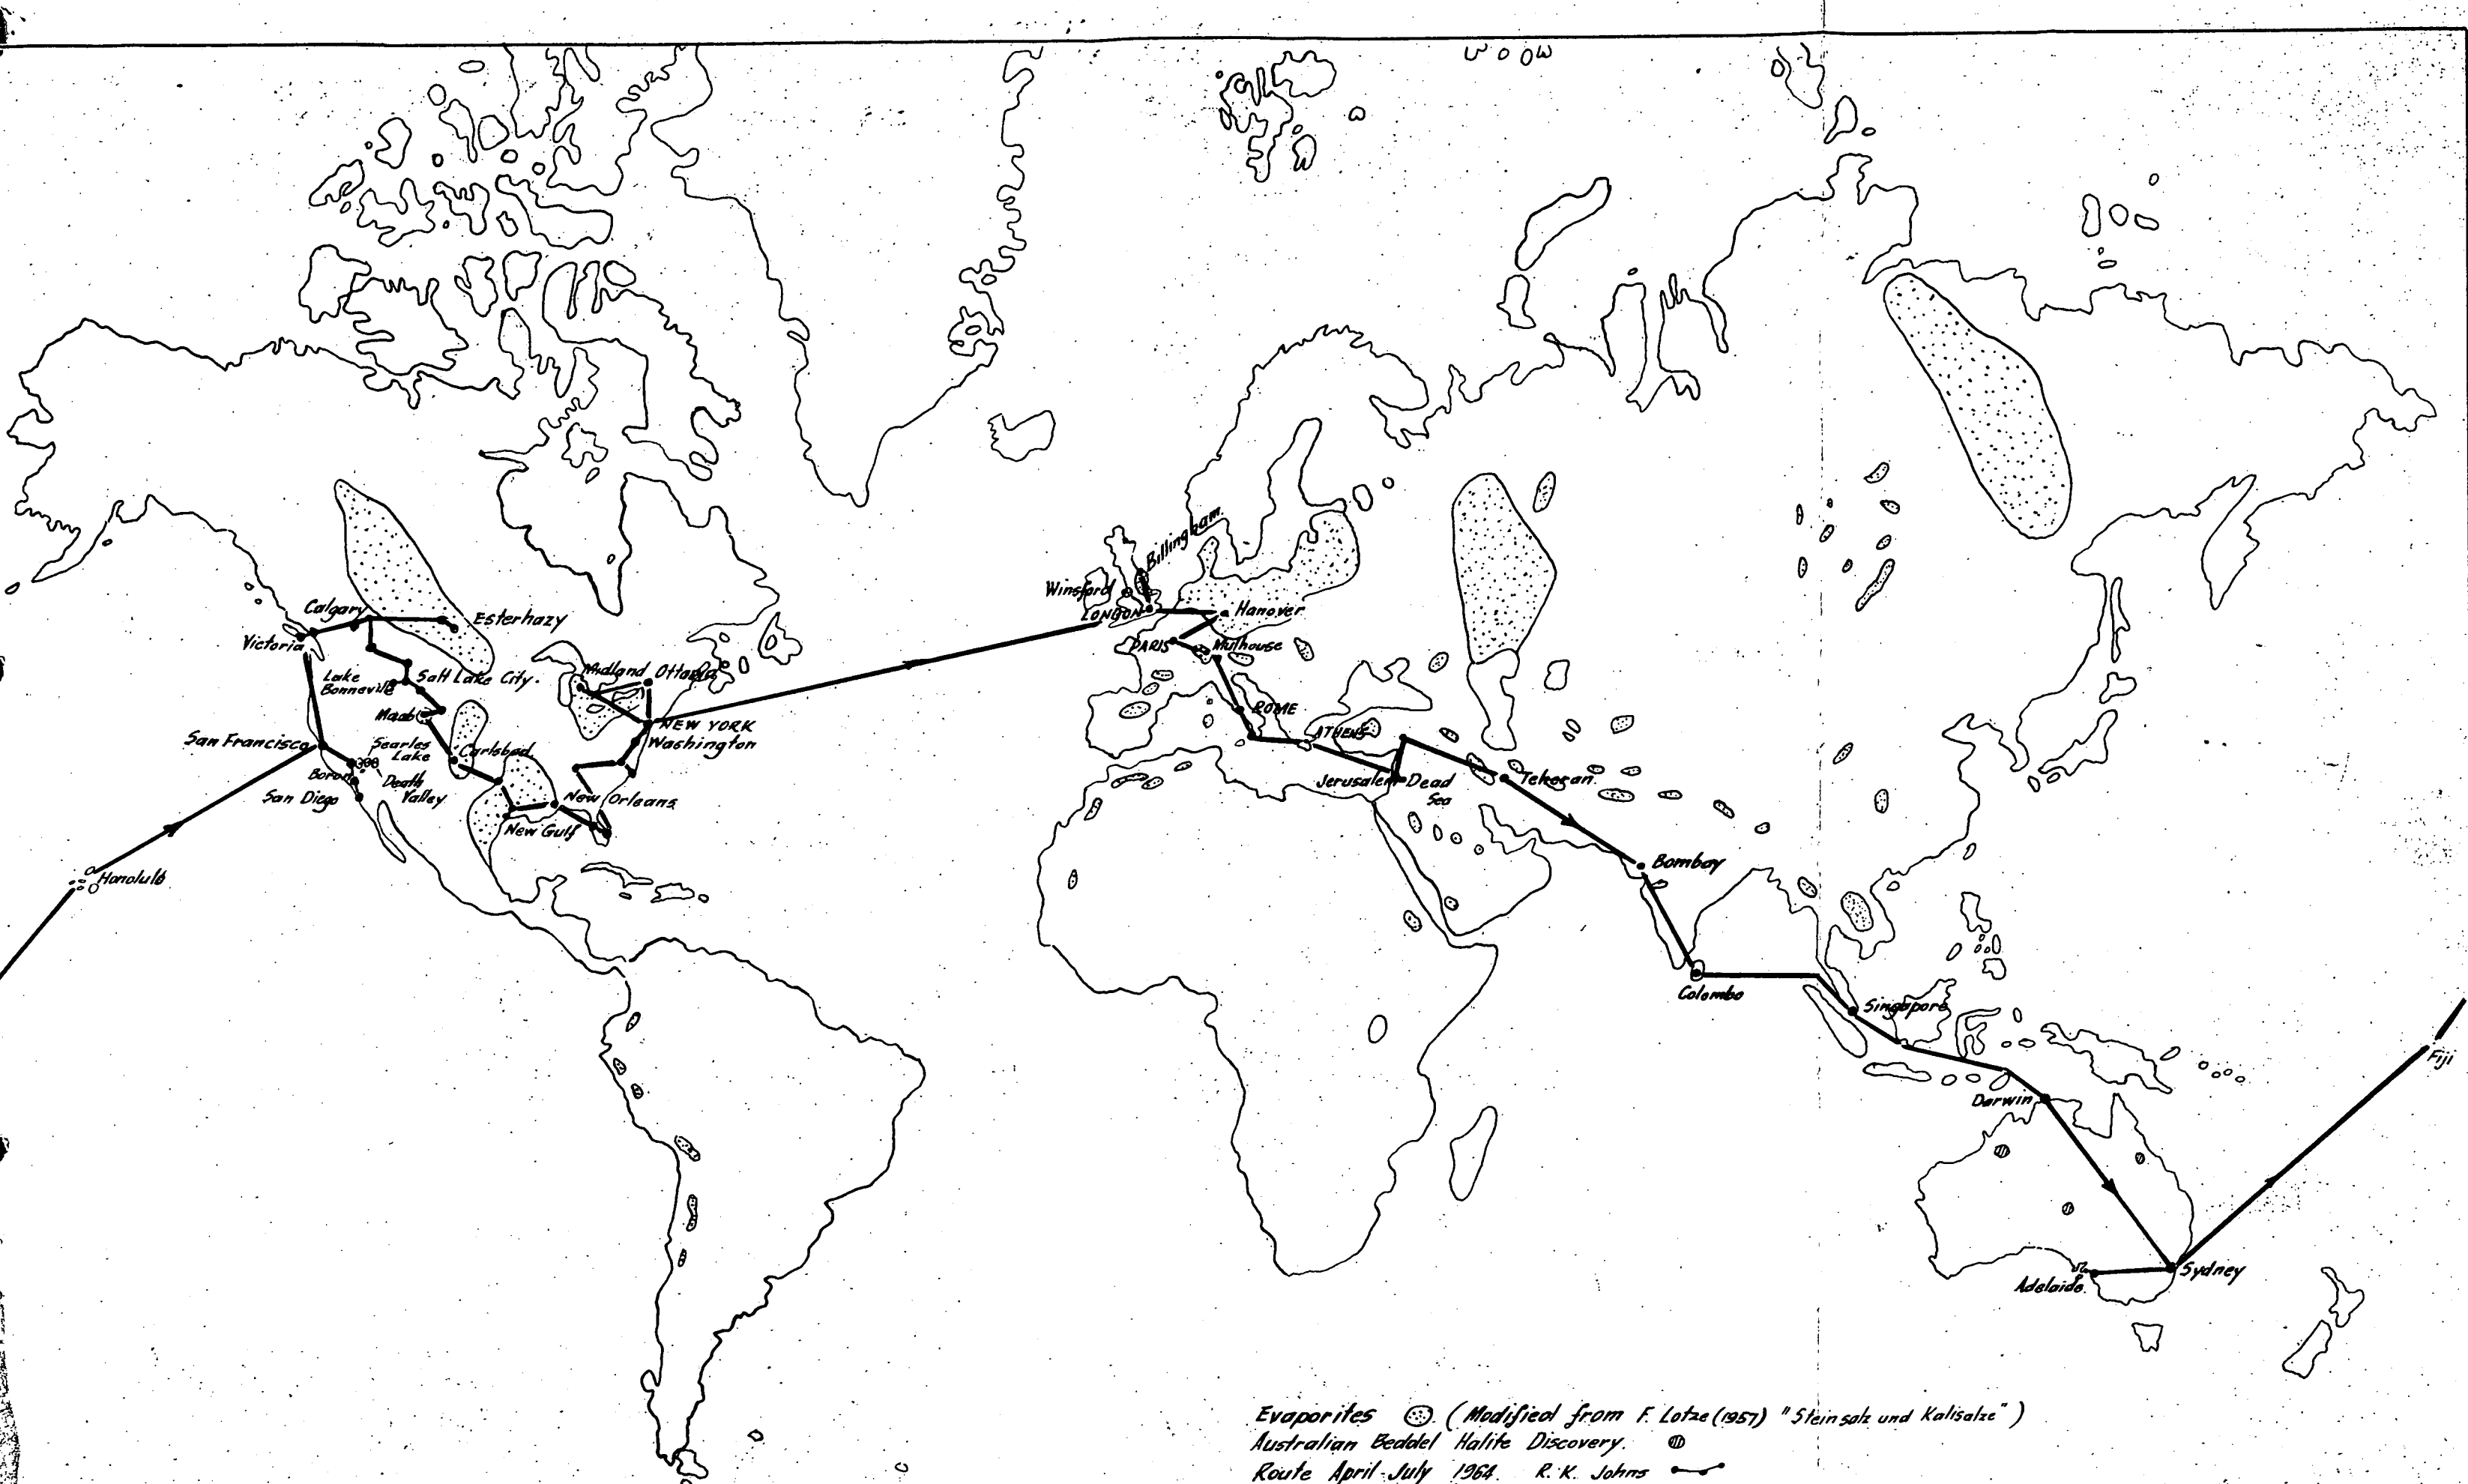 Billingham.
Winsford
LONDON
Hanover
PARIS
Mulhouse
Calgary
Esterhazy
Victoria
Midland
Ottawa
Lake
Bonneville
Salt Lake City.
Moab
NEW YORK
Washington
ROME
ATHENS
San Francisco
Searles
Lake
Carlsbad
Boron
Death
Valley
San Diego
New Orleans
New Gulf
Jerusalem
Dead
Sea
Teheran
Honolulu
Bombay
Colombo
Singapore
Fiji
Darwin
Sydney
Adelaide.
Evaporites (Modified from F. Lotze (1957) "Steinsalz und Kalisalze")
Australian Beddel Halite Discovery.
Route April-July 1964. R. K. Johns